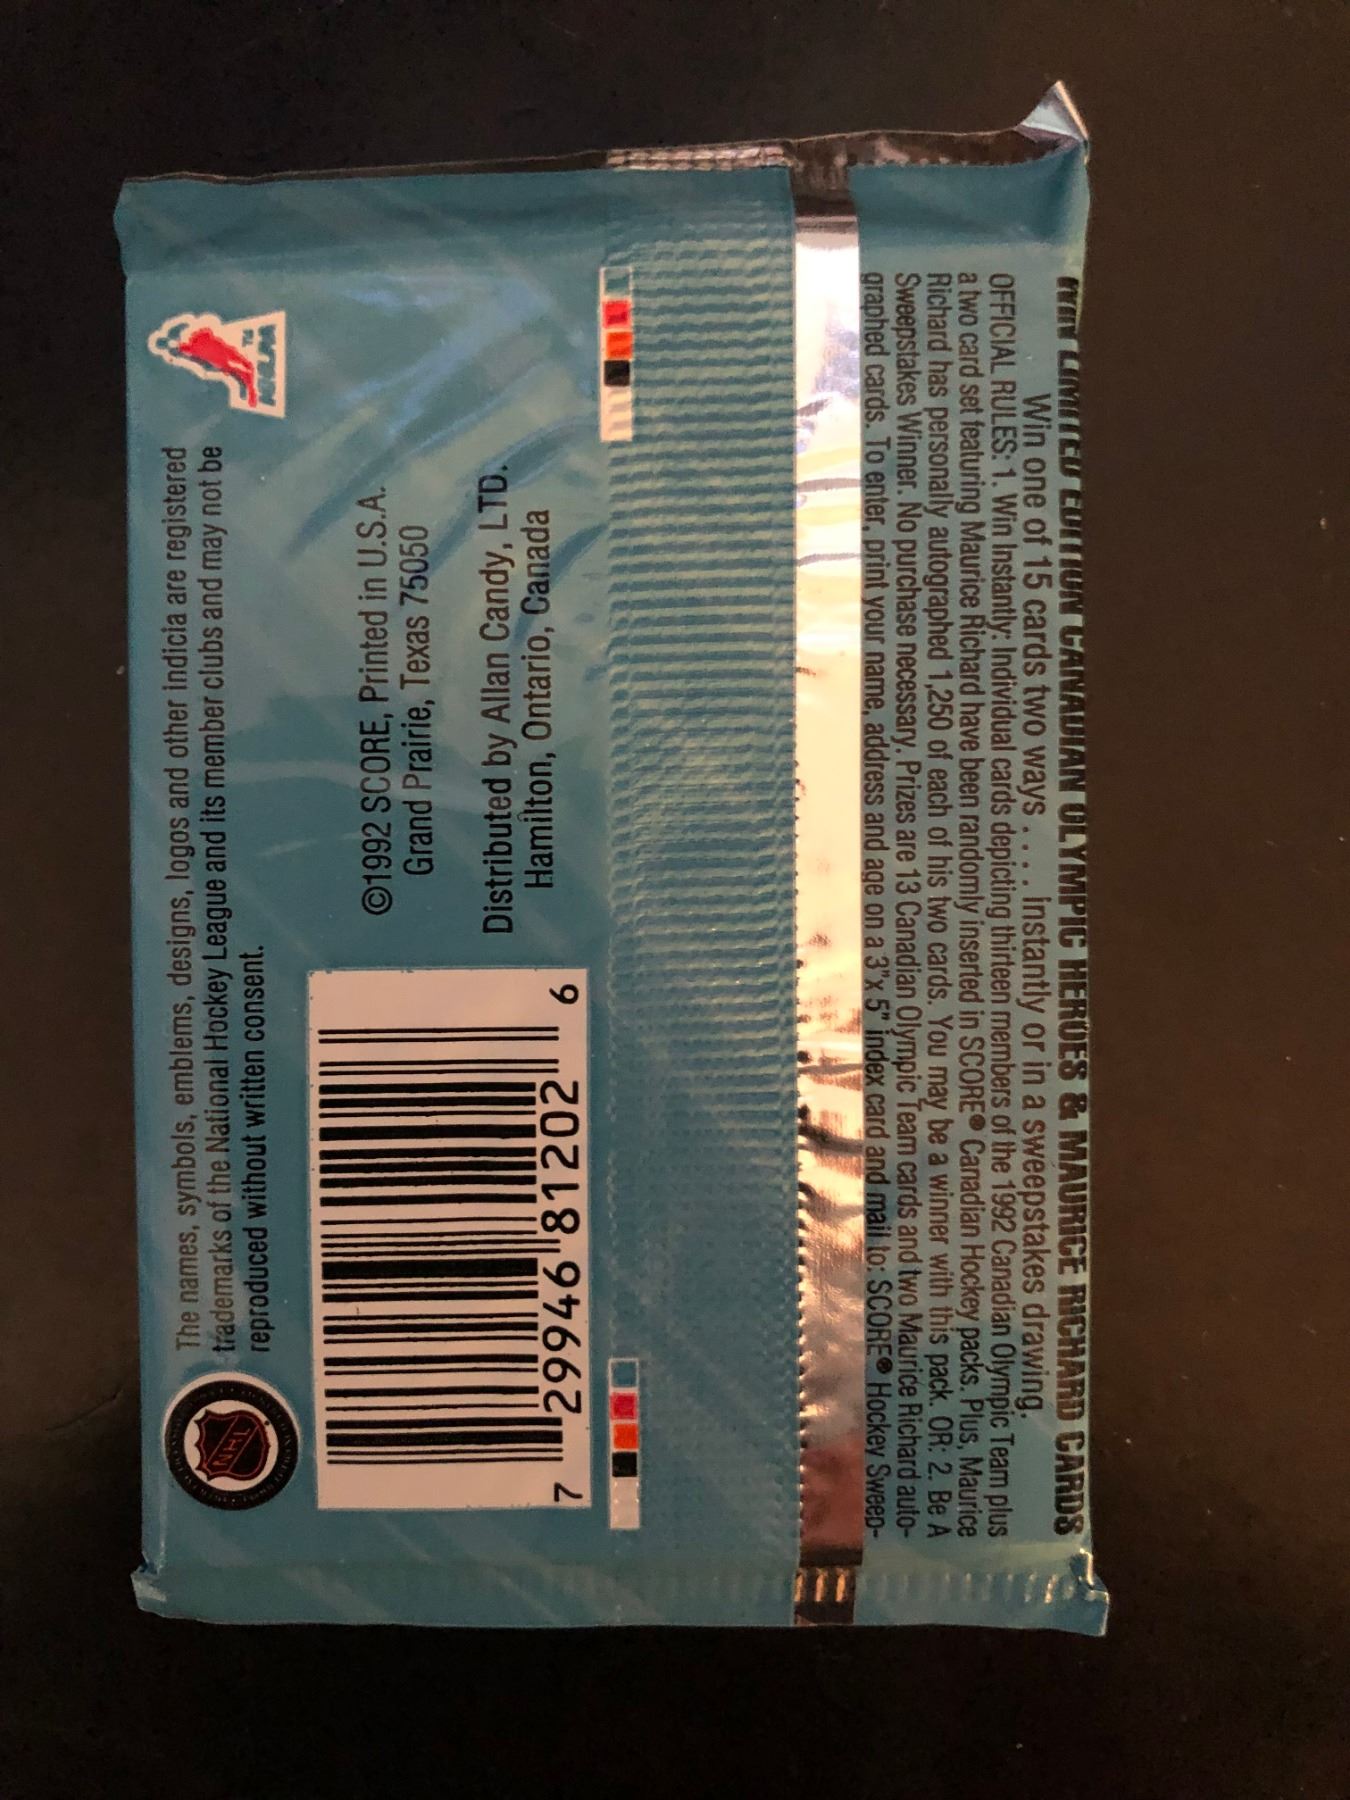 WIN LIMITED EDITION CANADIAN OLYMPIC HEROES & MAURICE RICHARD CARDS
Win one of 15 cards two ways . . . . instantly or in a sweepstakes drawing.
OFFICIAL RULES: 1. Win Instantly: Individual cards depicting thirteen members of the 1992 Canadian Olympic Team plus
a two card set featuring Maurice Richard have been randomly inserted in SCORE® Canadian Hockey packs. Plus, Maurice
Richard has personally autographed 1,250 of each of his two cards. You may be a winner with this pack. OR: 2. Be A
Sweepstakes Winner. No purchase necessary. Prizes are 13 Canadian Olympic Team cards and two Maurice Richard auto-
graphed cards. To enter, print your name, address and age on a 3"x 5" index card and mail to: SCORE® Hockey Sweep-
The names, symbols, emblems, designs, logos and other indicia are registered
trademarks of the National Hockey League and its member clubs and may not be
reproduced without written consent.
NHL
NHLPA
TM
©1992 SCORE, Printed in U.S.A.
Grand Prairie, Texas 75050
Distributed by Allan Candy, LTD.
Hamilton, Ontario, Canada
7 29946 81202 6